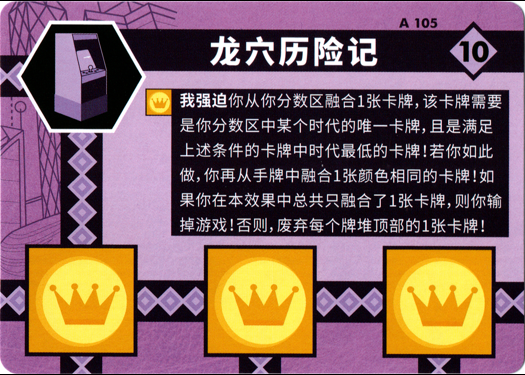 A 105
龙穴历险记
10
我强迫你从你分数区融合1张卡牌，该卡牌需要
是你分数区中某个时代的唯一卡牌，且是满足
上述条件的卡牌中时代最低的卡牌！若你如此
做，你再从手牌中融合1张颜色相同的卡牌！如
果你在本效果中总共只融合了1张卡牌，则你输
掉游戏！否则，废弃每个牌堆顶部的1张卡牌！